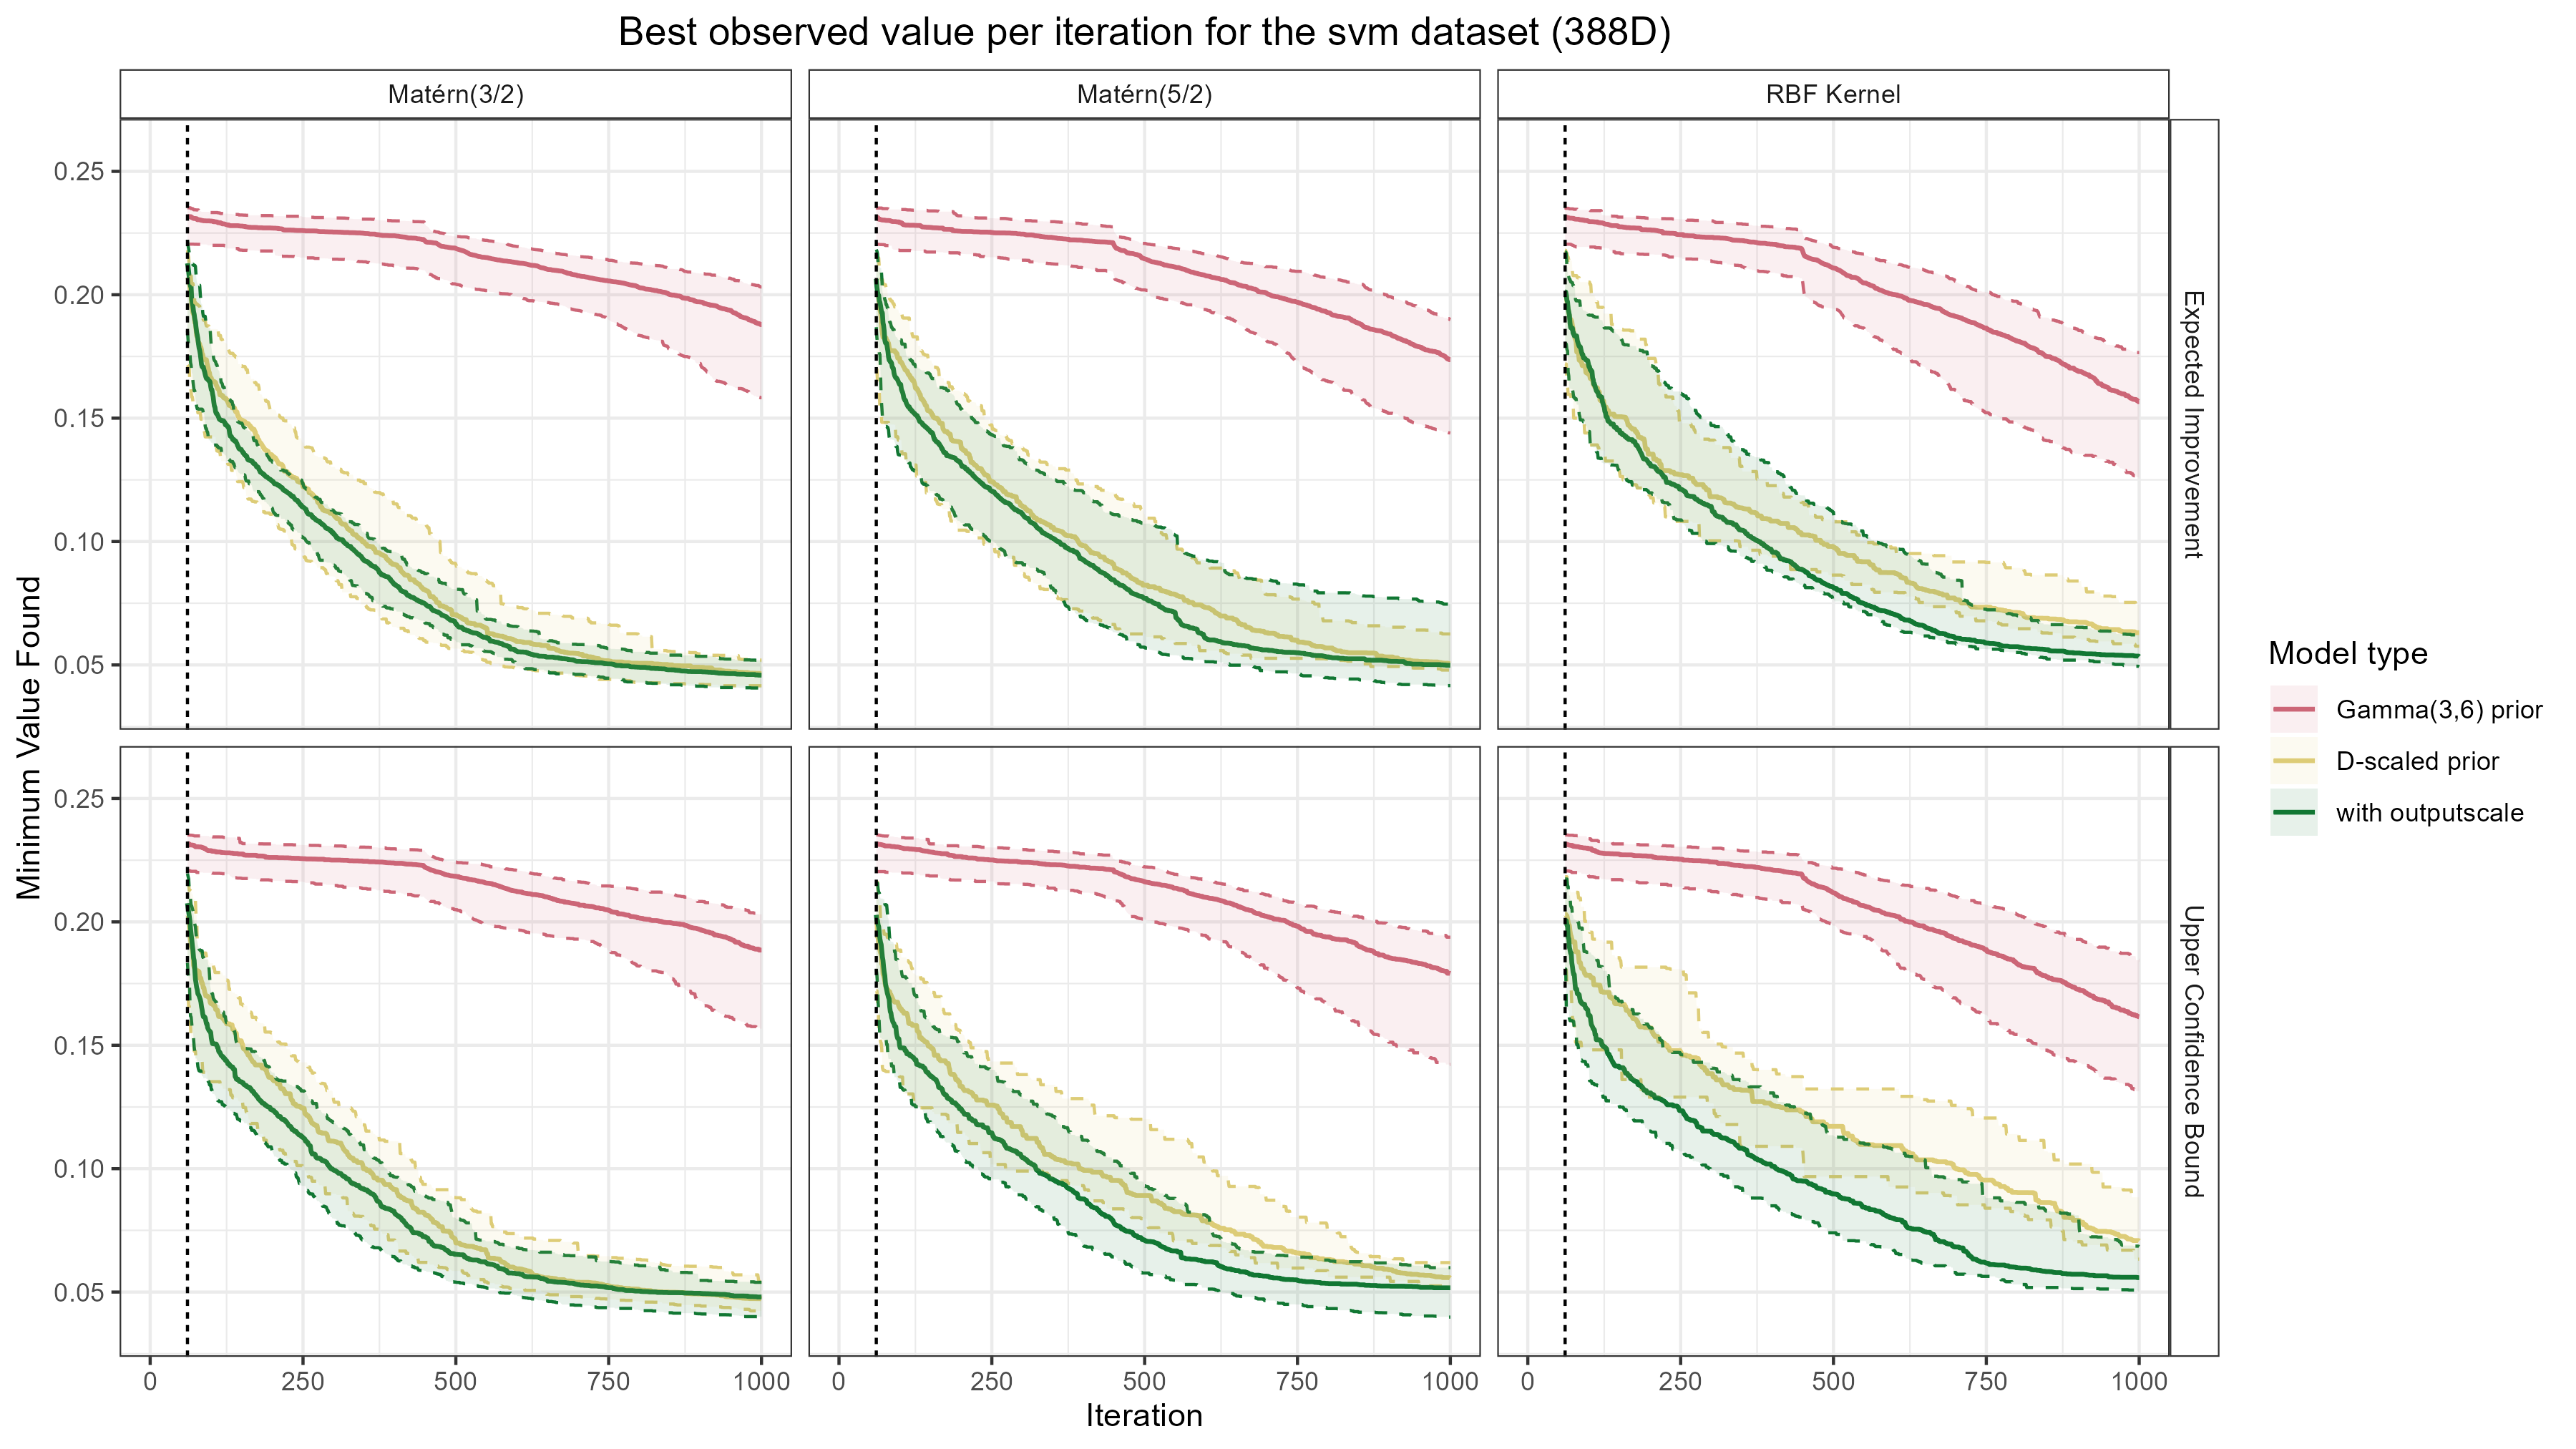 Best observed value per iteration for the svm dataset (388D)
Matérn(3/2)
Matérn(5/2)
RBF Kernel
Minimum Value Found
0.25
0.20
0.15
0.10
0.05
Expected Improvement
0.25
0.20
0.15
0.10
0.05
Upper Confidence Bound
0 250 500 750 1000
0 250 500 750 1000
0 250 500 750 1000
Iteration
Model type
Gamma(3,6) prior
D-scaled prior
with outputscale